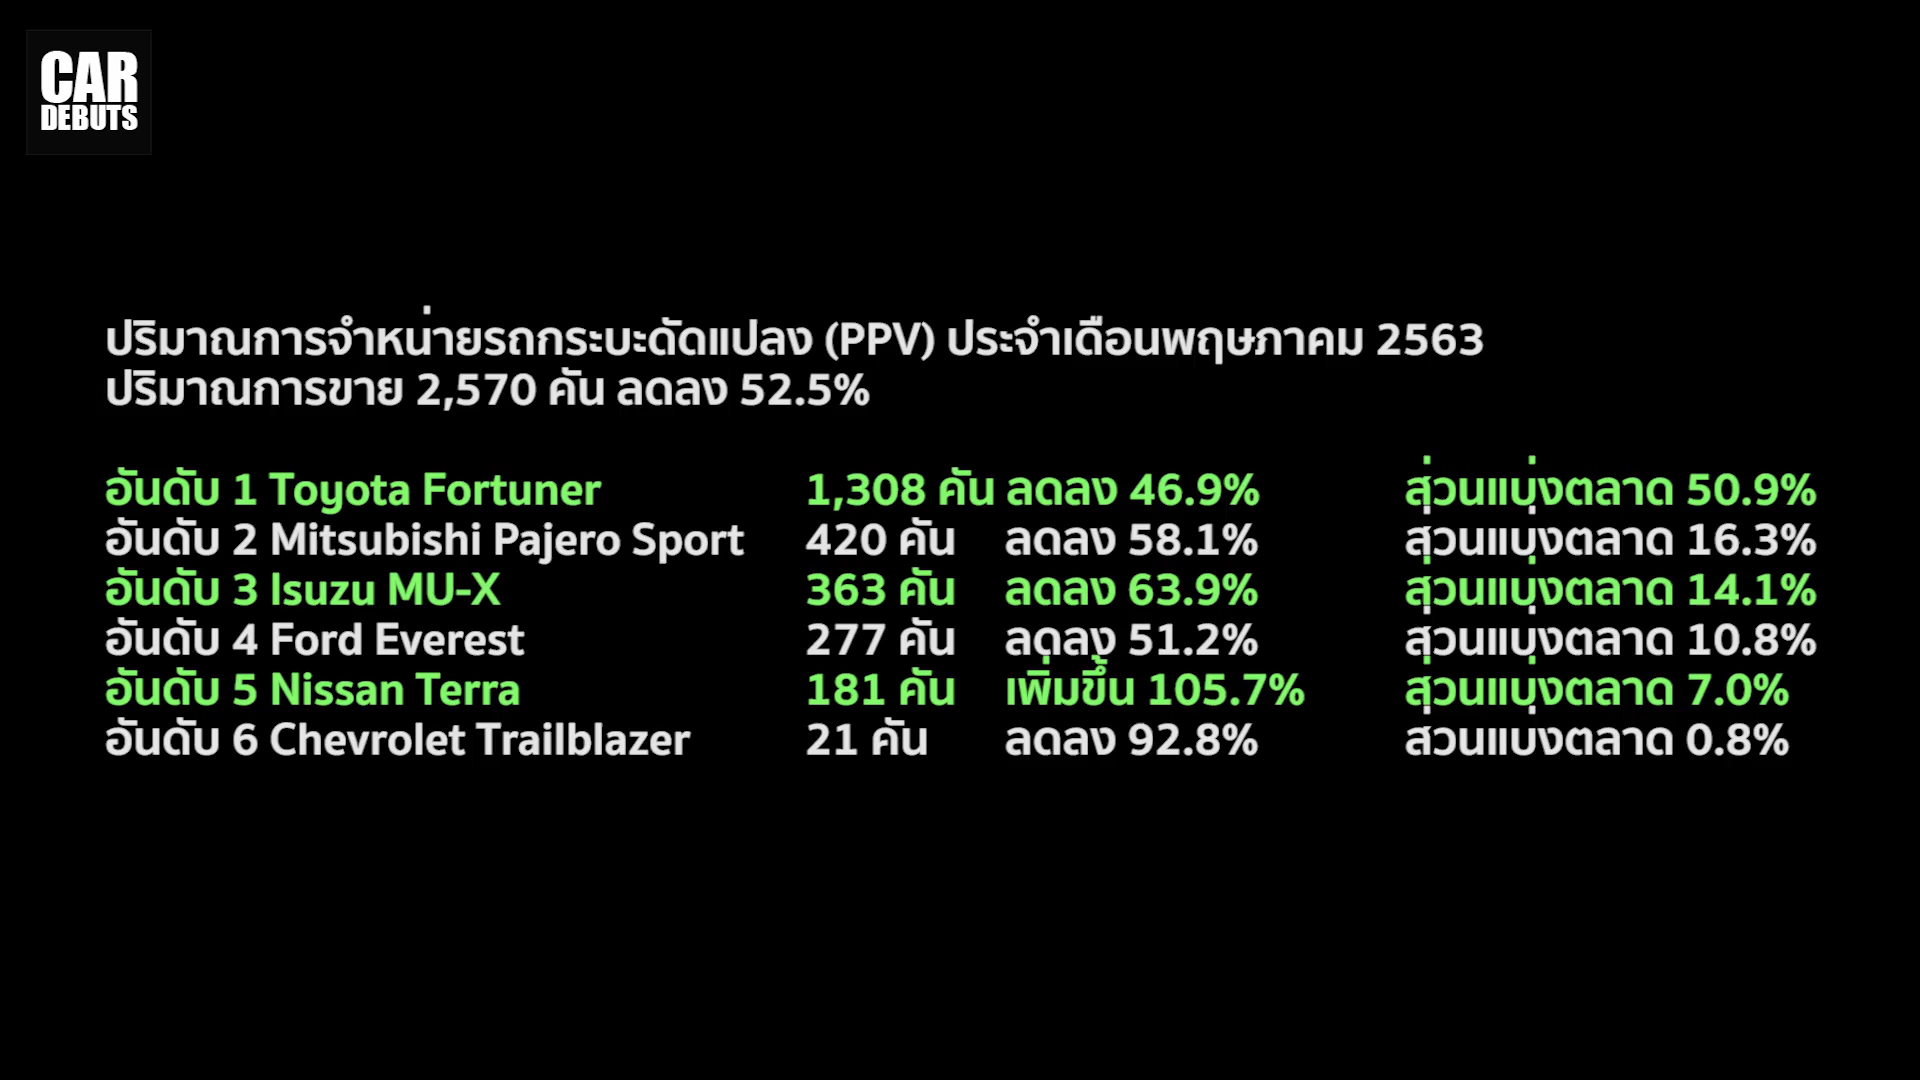 CAR
DEBUTS
ปริมาณการจำหน่ายรถกระบะดัดแปลง (PPV) ประจำเดือนพฤษภาคม 2563
ปริมาณการขาย 2,570 คัน ลดลง 52.5%
อันดับ 1 Toyota Fortuner 1,308 คัน ลดลง 46.9% ส่วนแบ่งตลาด 50.9%
อันดับ 2 Mitsubishi Pajero Sport 420 คัน ลดลง 58.1% ส่วนแบ่งตลาด 16.3%
อันดับ 3 Isuzu MU-X 363 คัน ลดลง 63.9% ส่วนแบ่งตลาด 14.1%
อันดับ 4 Ford Everest 277 คัน ลดลง 51.2% ส่วนแบ่งตลาด 10.8%
อันดับ 5 Nissan Terra 181 คัน เพิ่มขึ้น 105.7% ส่วนแบ่งตลาด 7.0%
อันดับ 6 Chevrolet Trailblazer 21 คัน ลดลง 92.8% ส่วนแบ่งตลาด 0.8%